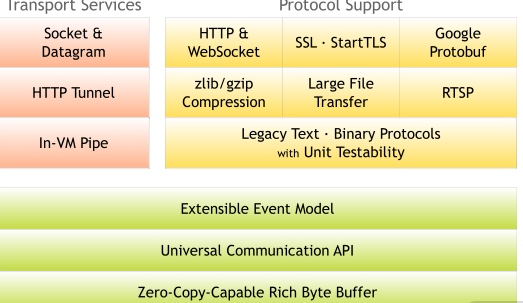 Transport Services
Protocol Support
Socket &
Datagram
HTTP Tunnel
In-VM Pipe
HTTP &
WebSocket
SSL · StartTLS
Google
Protobuf
zlib/gzip
Compression
Large File
Transfer
RTSP
Legacy Text · Binary Protocols
with Unit Testability
Extensible Event Model
Universal Communication API
Zero-Copy-Capable Rich Byte Buffer